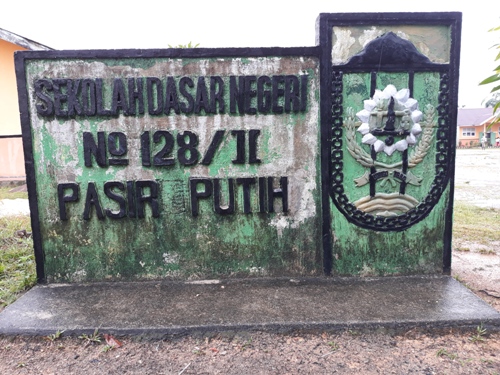 SEKOLAH DASAR NEGERI
No 128/II
PASIR PUTIH